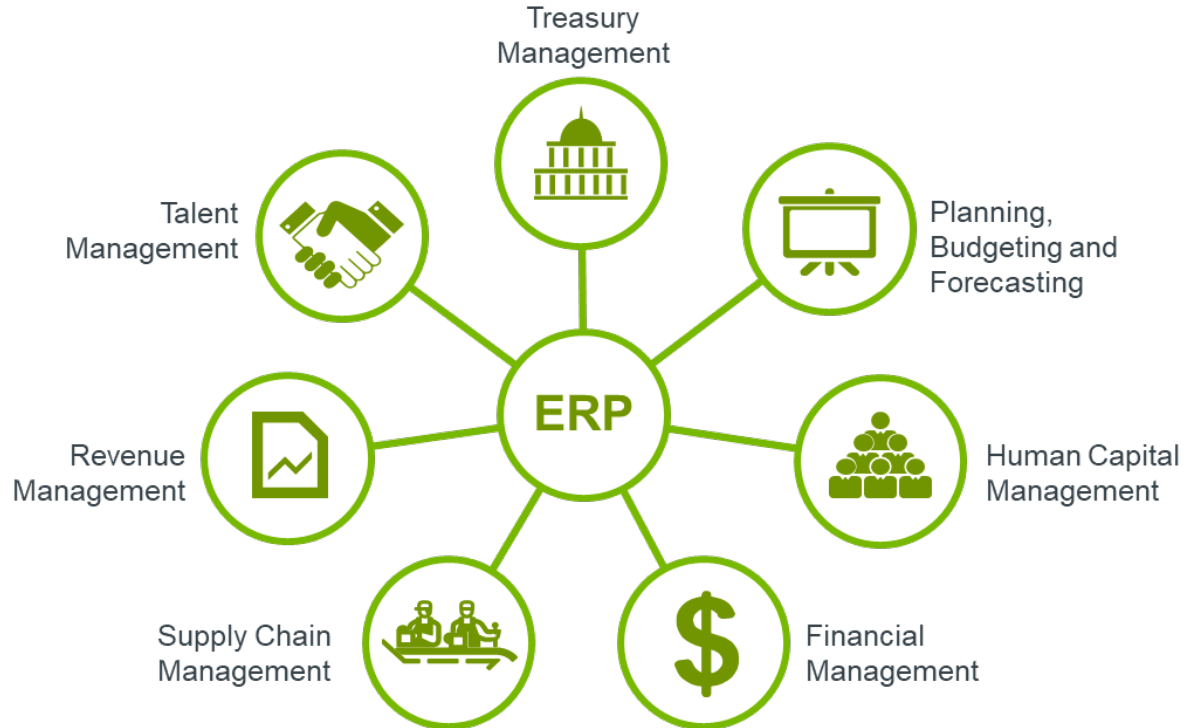 Treasury
Management
Talent
Management
Planning,
Budgeting and
Forecasting
ERP
Revenue
Management
Human Capital
Management
Supply Chain
Management
Financial
Management
$